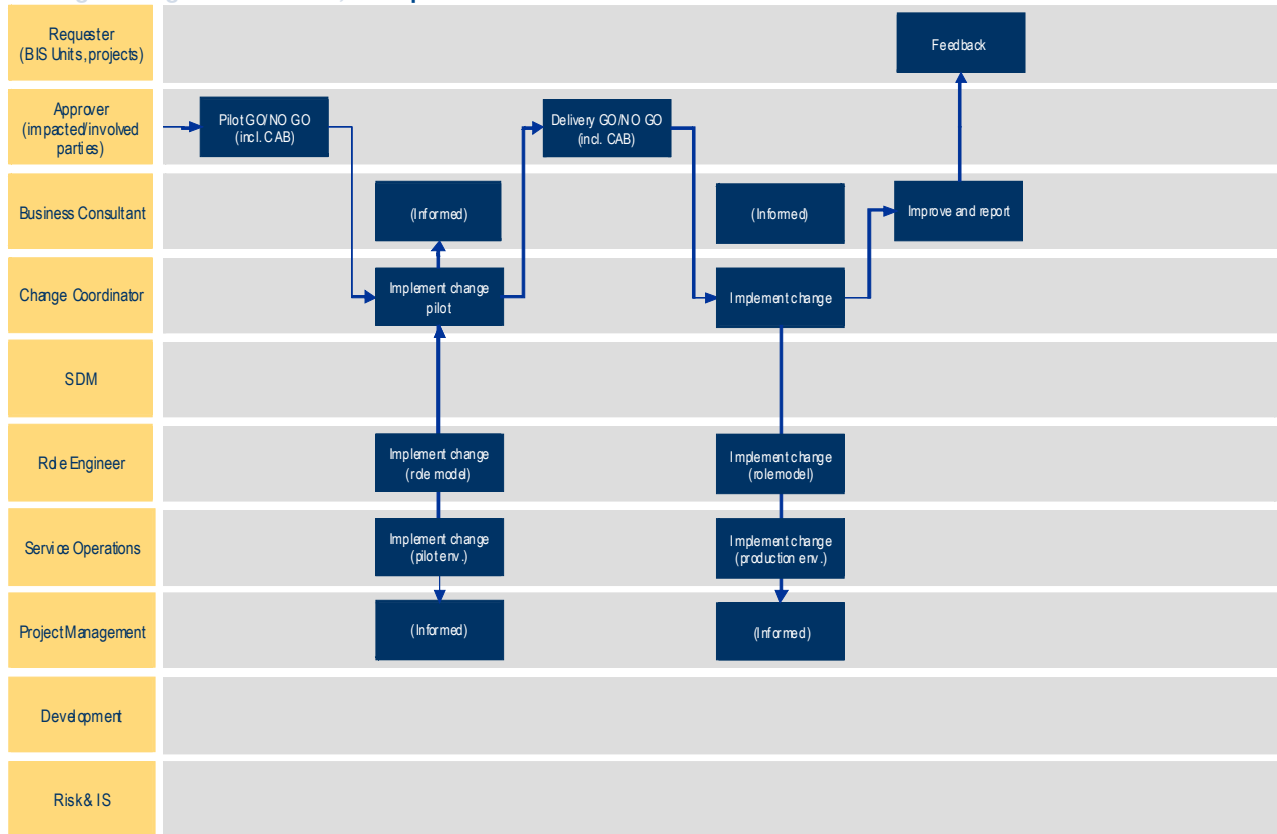 Requester
(BIS Units, projects)
Feedback
Approver
(impacted/involved
parties)
Pilot GO/NO GO
(incl. CAB)
Delivery GO/NO GO
(incl. CAB)
Business Consultant
(Informed)
(Informed)
Improve and report
Change Coordinator
Implement change
pilot
Implement change
SDM
Role Engineer
Implement change
(role model)
Implement change
(role model)
Service Operations
Implement change
(pilot env.)
Implement change
(production env.)
Project Management
(Informed)
(Informed)
Development
Risk & IS